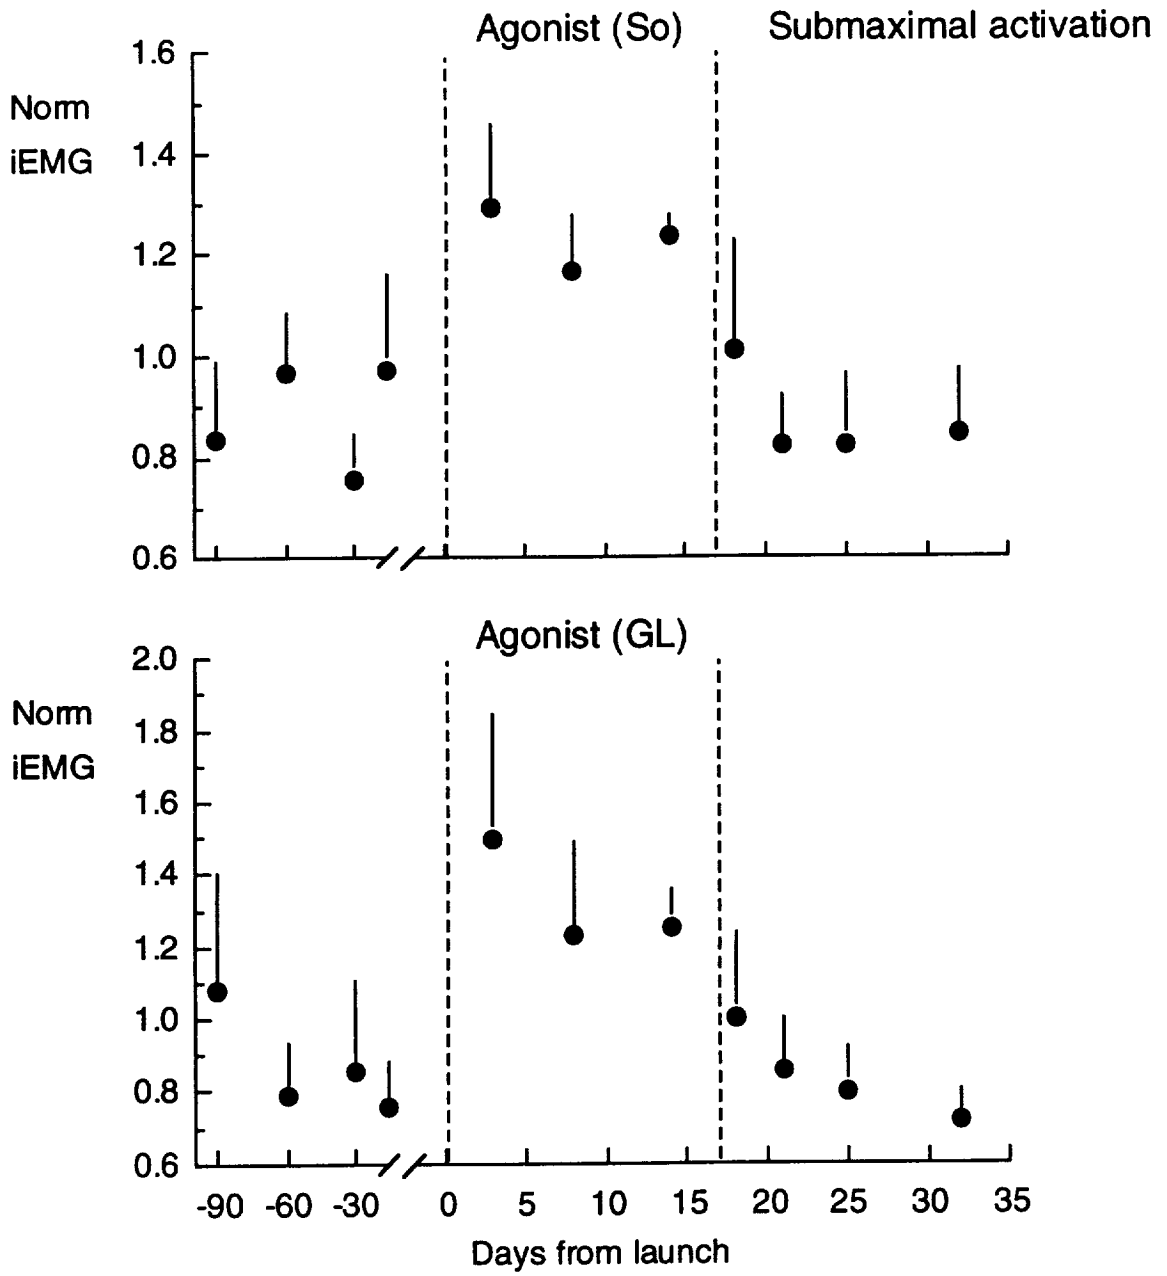 Agonist (So) Submaximal activation
Norm
iEMG
1.6
1.4
1.2
1.0
0.8
0.6
Agonist (GL)
Norm
iEMG
2.0
1.8
1.6
1.4
1.2
1.0
0.8
0.6
-90 -60 -30 0 5 10 15 20 25 30 35
Days from launch